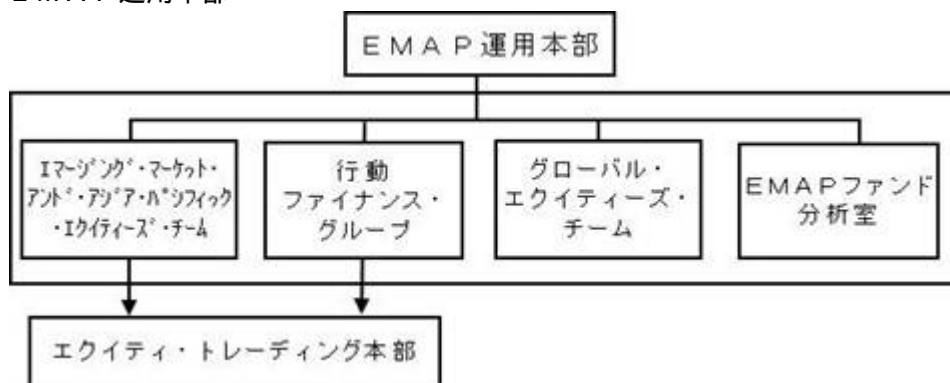 ＥＭＡＰ運用本部
ｴﾏｰｼﾞﾝｸﾞ・ﾏｰｹｯﾄ・
ｱﾝﾄﾞ・ｱｼﾞｱ・ﾊﾟｼﾌｨｯｸ
・ｴｸｲﾃｨｰｽﾞ・ﾁｰﾑ
行動
ファイナンス・
グループ
グローバル・
エクイティーズ・
チーム
EMAPファンド
分析室
エクイティ・トレーディング本部